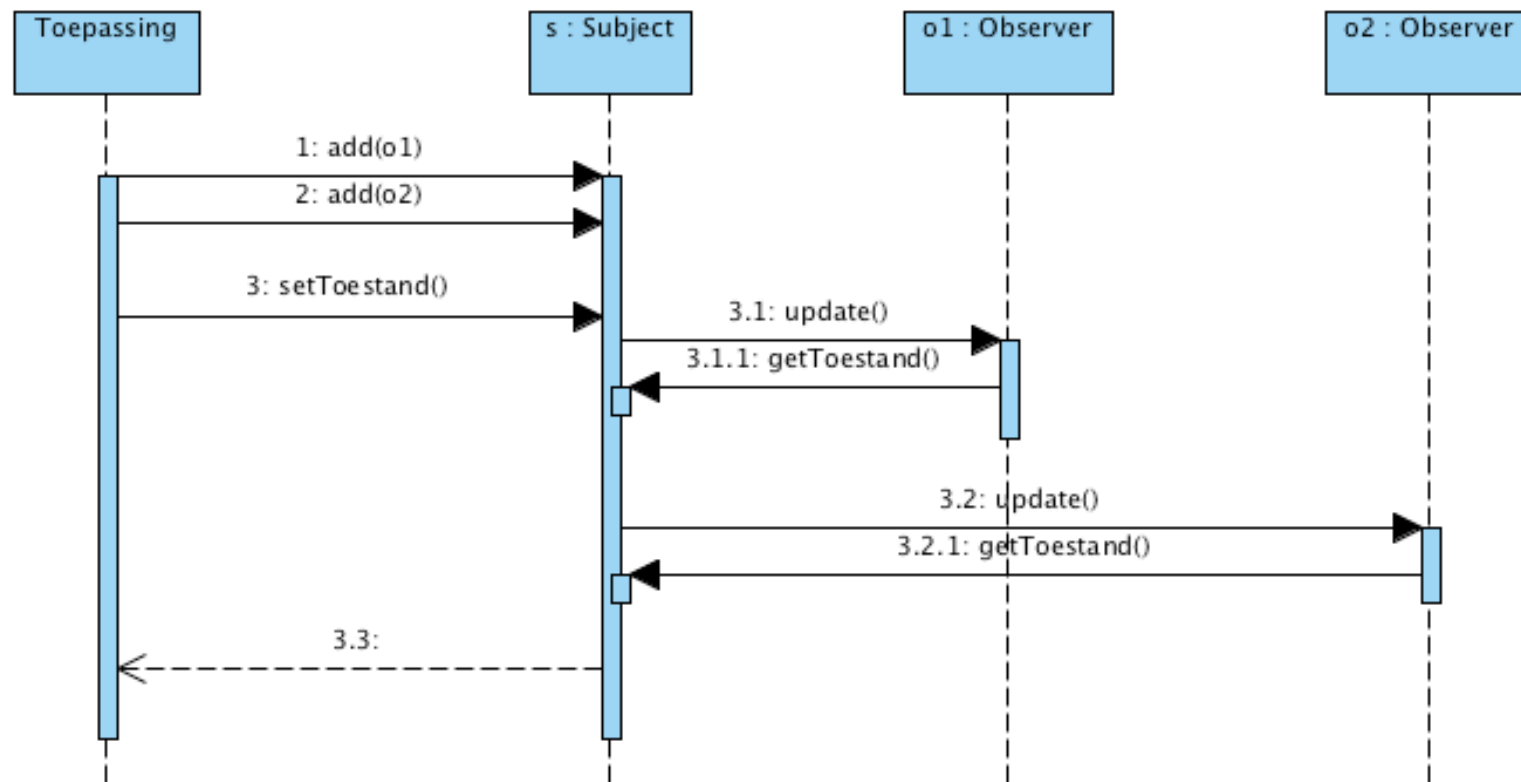 Toepassing
s : Subject
o1 : Observer
o2 : Observer
1: add(o1)
2: add(o2)
3: setToestand()
3.1: update()
3.1.1: getToestand()
3.2: update()
3.2.1: getToestand()
3.3: